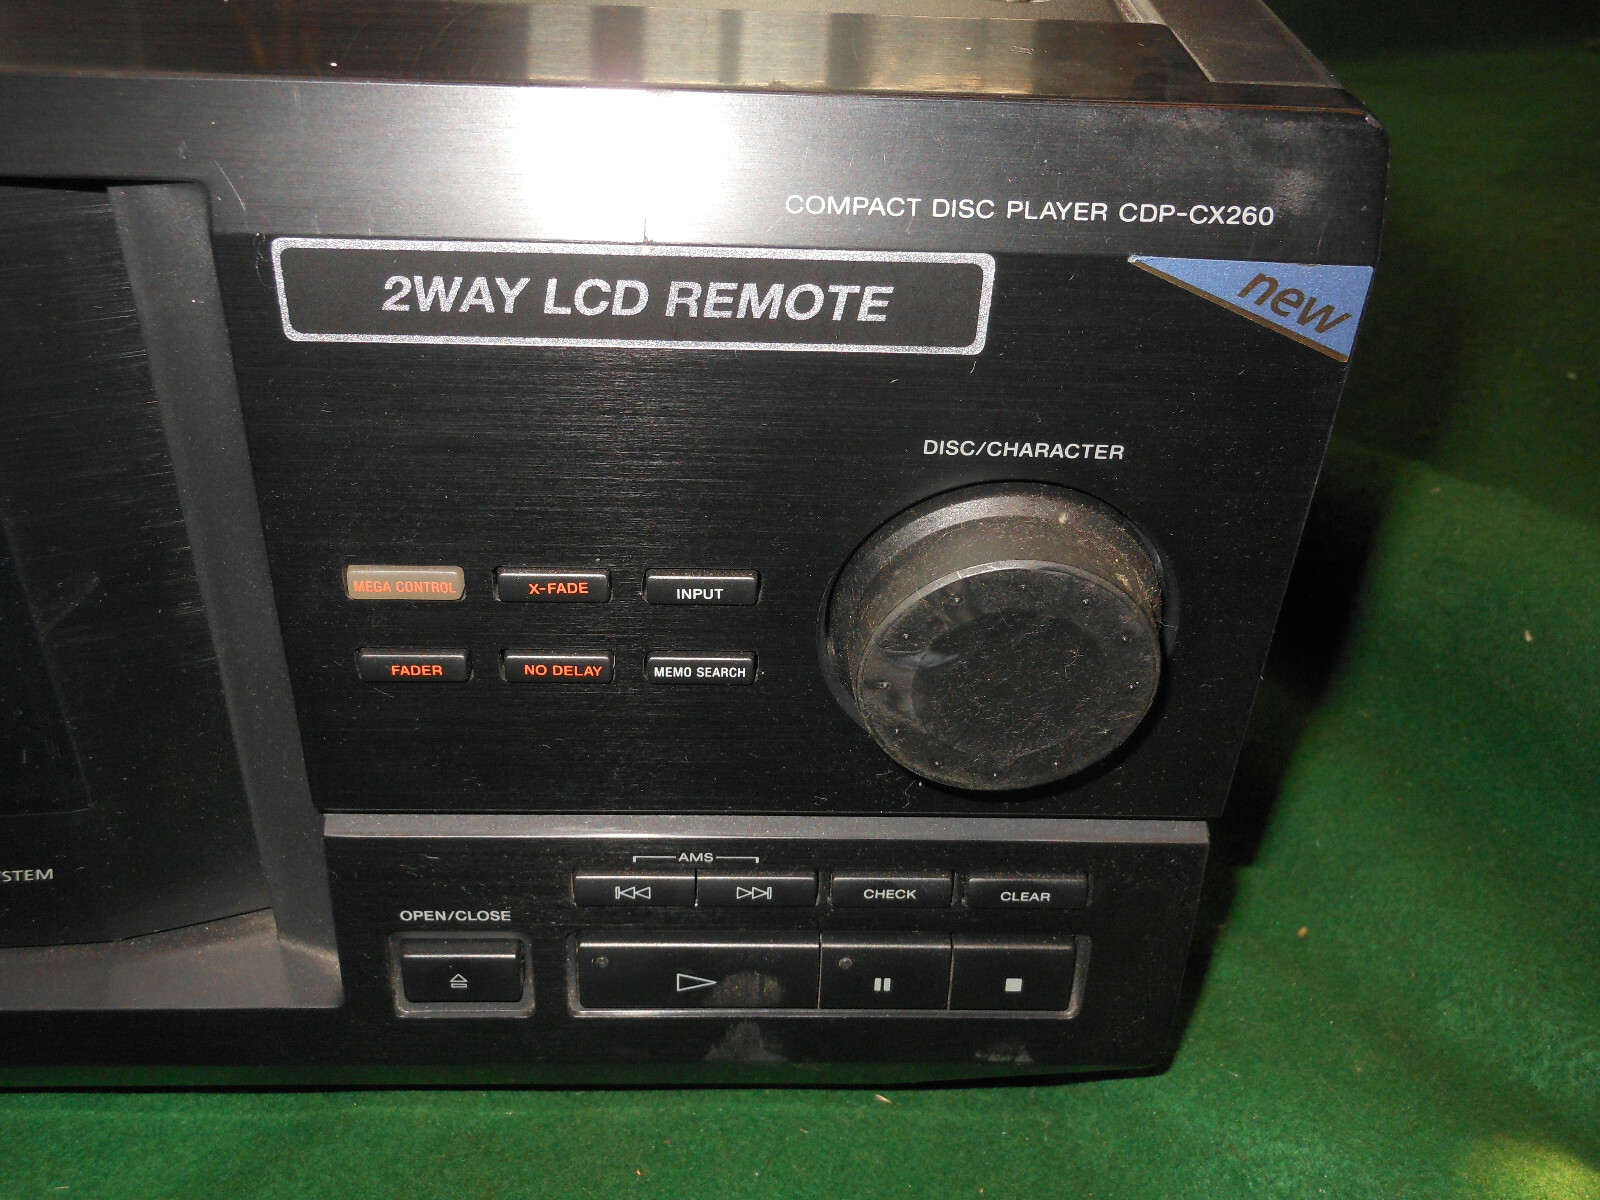 COMPACT DISC PLAYER CDP-CX260
2WAY LCD REMOTE
new
DISC/CHARACTER
MEGA CONTROL
X-FADE
INPUT
FADER
NO DELAY
MEMO SEARCH
STEM
AMS
CHECK
CLEAR
OPEN/CLOSE